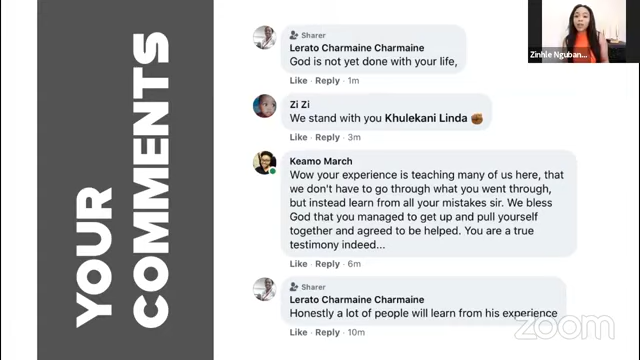 YOUR
COMMENTS
Sharer
Lerato Charmaine Charmaine
God is not yet done with your life,
Like · Reply · 1m
Zi Zi
We stand with you Khulekani Linda
Like · Reply · 3m
Keamo March
Wow your experience is teaching many of us here, that
we don't have to go through what you went through,
but instead learn from all your mistakes sir. We bless
God that you managed to get up and pull yourself
together and agreed to be helped. You are a true
testimony indeed...
Like · Reply · 6m
Sharer
Lerato Charmaine Charmaine
Honestly a lot of people will learn from his experience
Like · Reply · 10m
Zinhle Nguban...
zoom